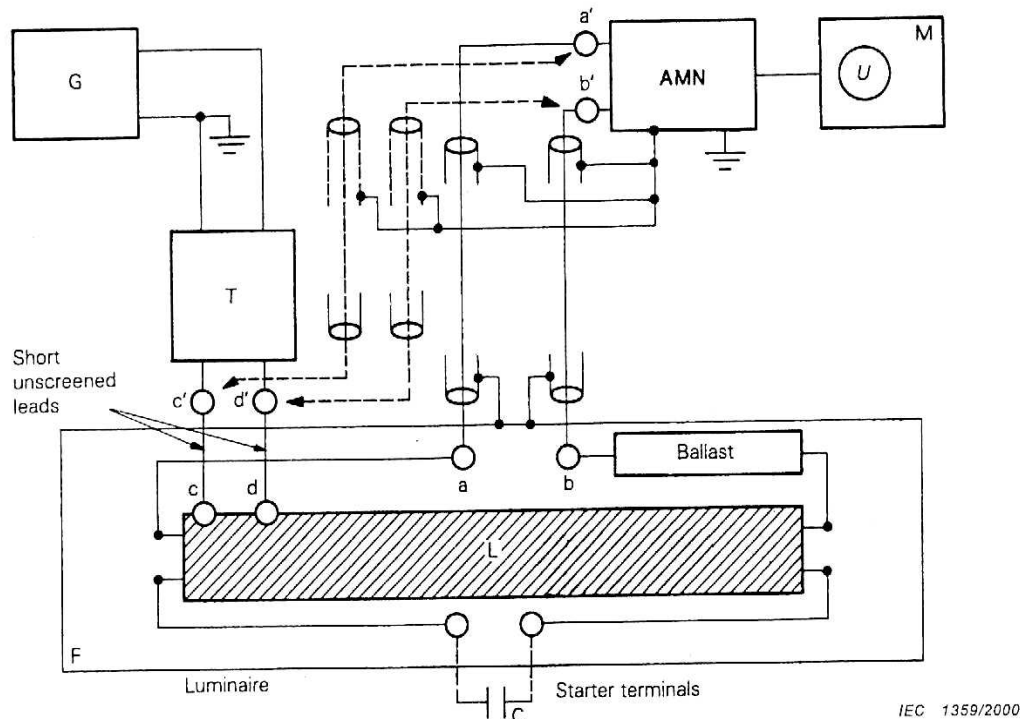 a'
M
G
AMN
U
b'
T
Short
unscreened
leads
c'
d'
Ballast
a
b
c
d
L
F
Luminaire
C
Starter terminals
IEC 1359/2000